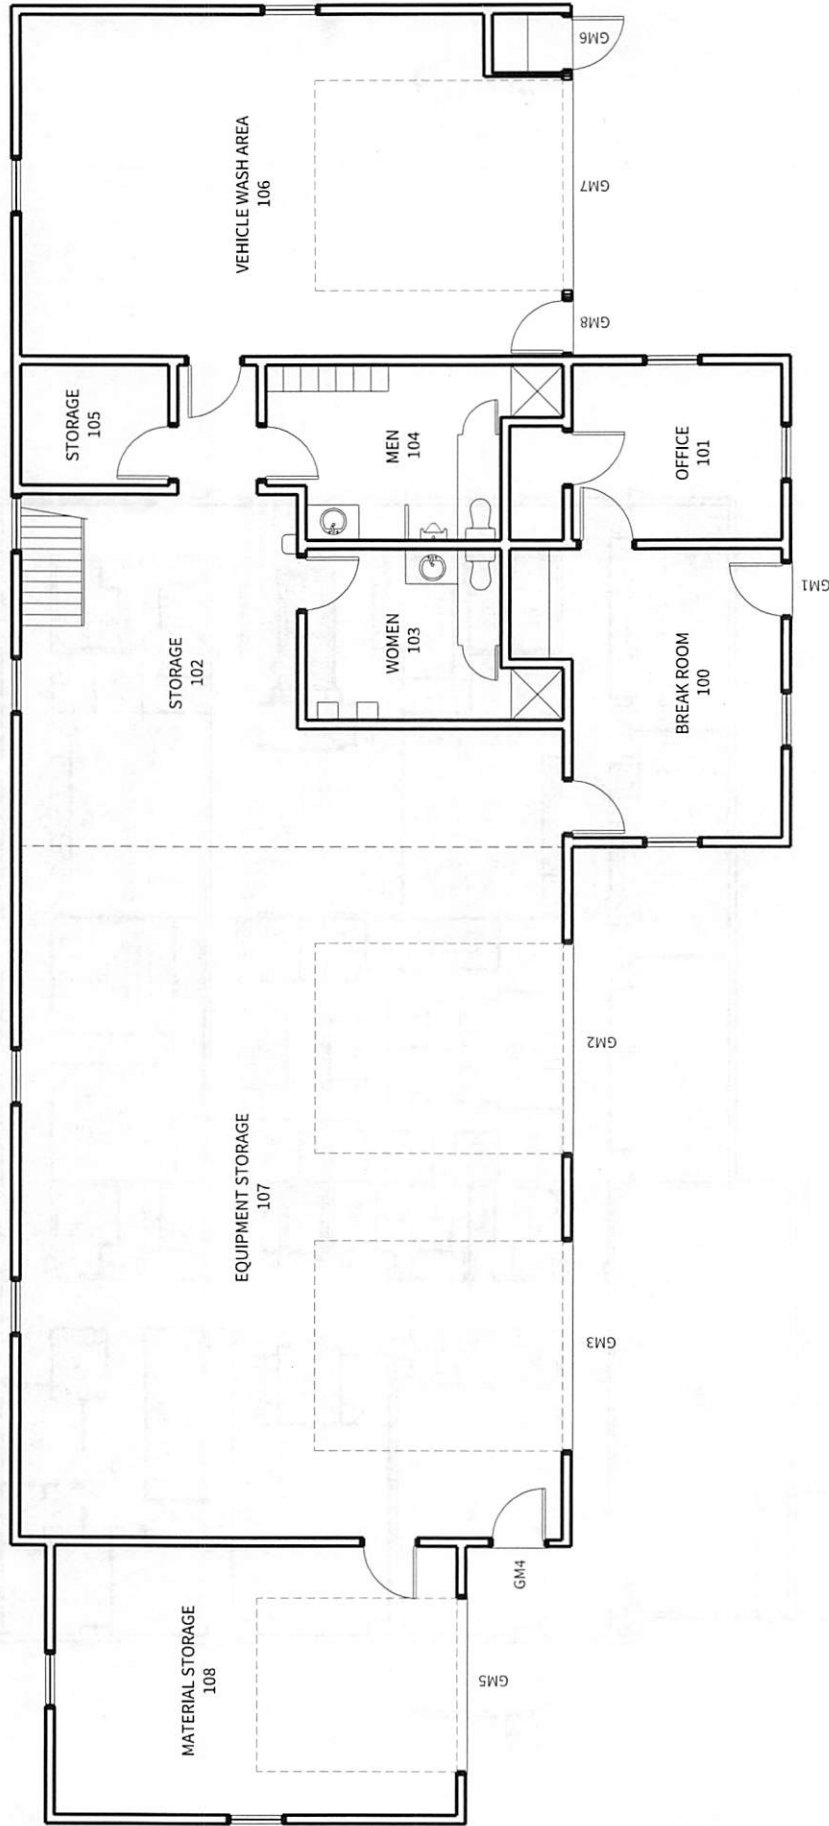 GM6
VEHICLE WASH AREA
106
GM7
GM8
STORAGE
105
MEN
104
OFFICE
101
GM1
STORAGE
102
WOMEN
103
BREAK ROOM
100
GM2
EQUIPMENT STORAGE
107
GM3
GM4
MATERIAL STORAGE
108
GM5